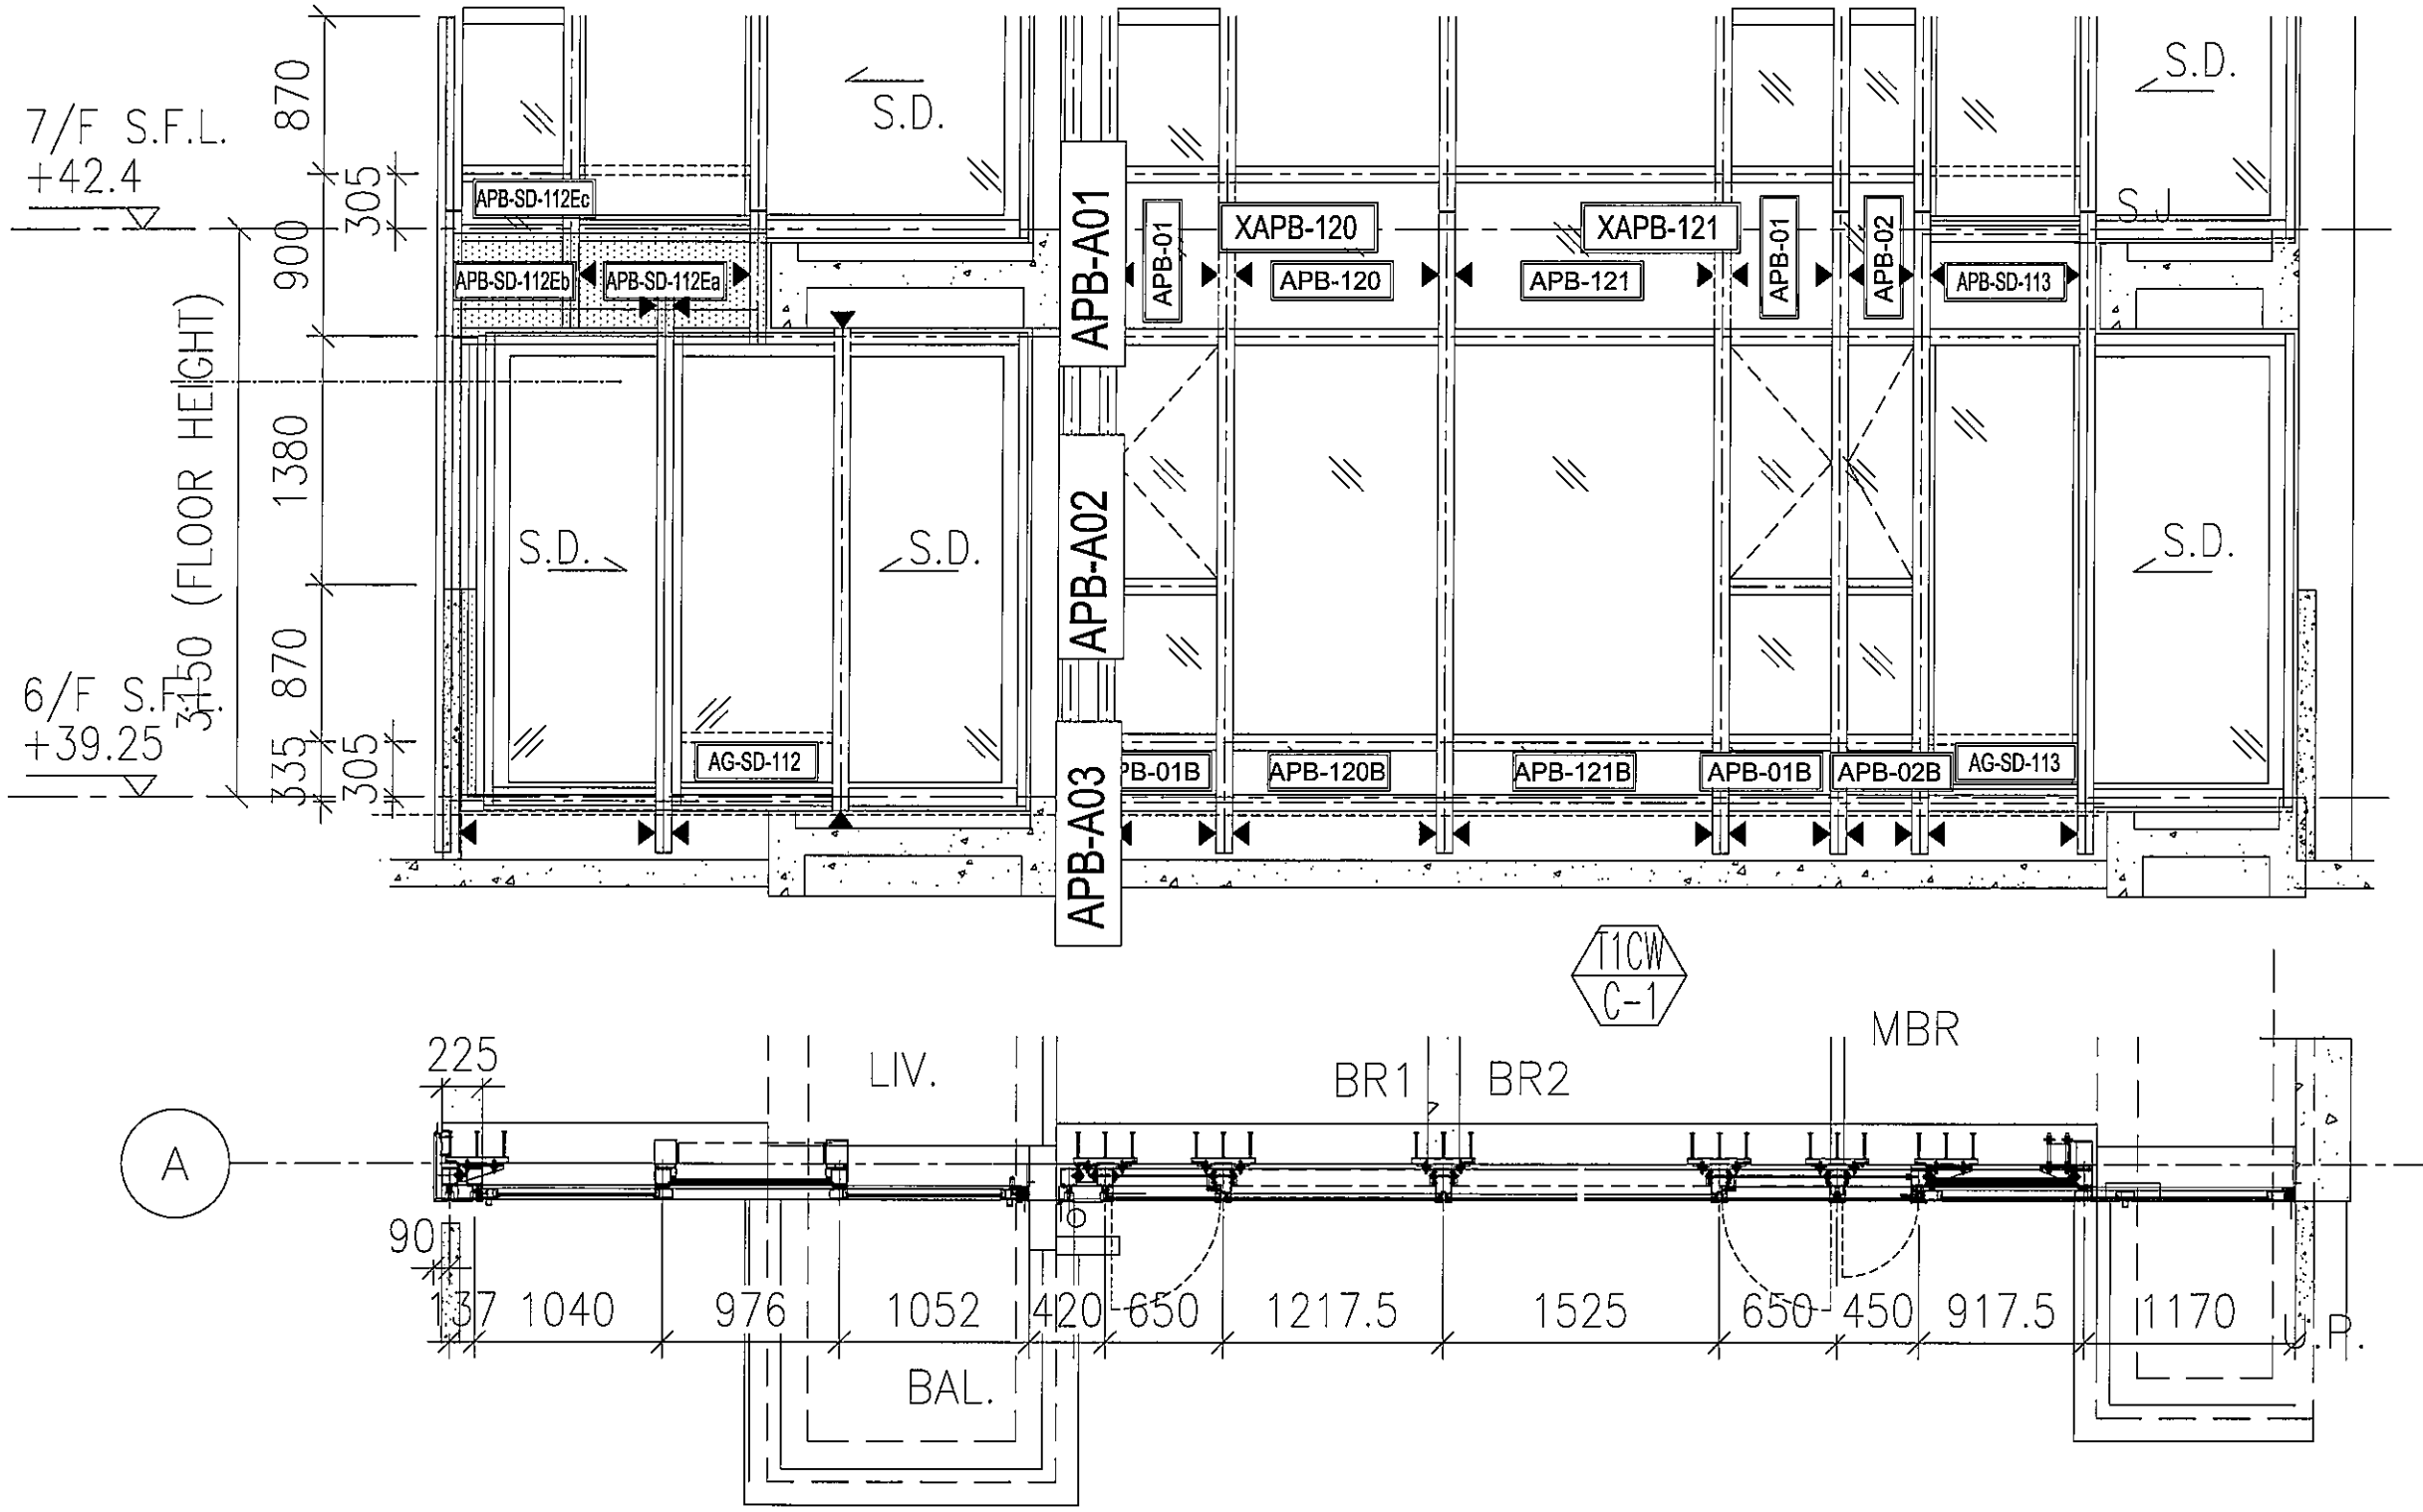 870
S.D.
S.D.
7/F S.F.L.
+42.4
305
APB-SD-112Ec
APB-A01
APB-01
XAPB-120
XAPB-121
APB-01
APB-02
S.J
900
APB-SD-112Eb
APB-SD-112Ea
APB-120
APB-121
APB-SD-113
3150 (FLOOR HEIGHT)
1380
S.D.
S.D.
APB-A02
S.D.
870
6/F S.F.L.
+39.25
335
305
AG-SD-112
APB-A03
PB-01B
APB-120B
APB-121B
APB-01B
APB-02B
AG-SD-113
T1CW
C-1
225
LIV.
BR1
BR2
MBR
A
90
137
1040
976
1052
420
650
1217.5
1525
650
450
917.5
1170
U.P.
BAL.